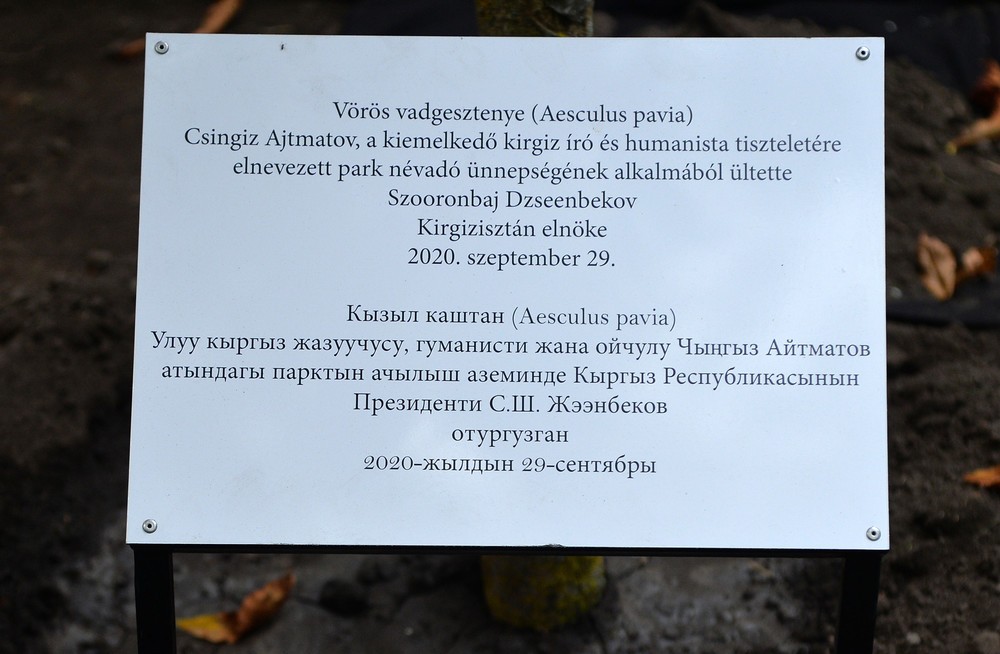 Vörös vadgesztenye (Aesculus pavia)
Csingiz Ajtmatov, a kiemelkedő kirgiz író és humanista tiszteletére
elnevezett park névadó ünnepségének alkalmából ültette
Szooronbaj Dzseenbekov
Kirgizisztán elnöke
2020. szeptember 29.
Кызыл каштан (Aesculus pavia)
Улуу кыргыз жазуучусу, гуманисти жана ойчулу Чыңгыз Айтматов
атындагы парктын ачылыш аземинде Кыргыз Республикасынын
Президенти С.Ш. Жээнбеков
отургузган
2020-жылдын 29-сентябры